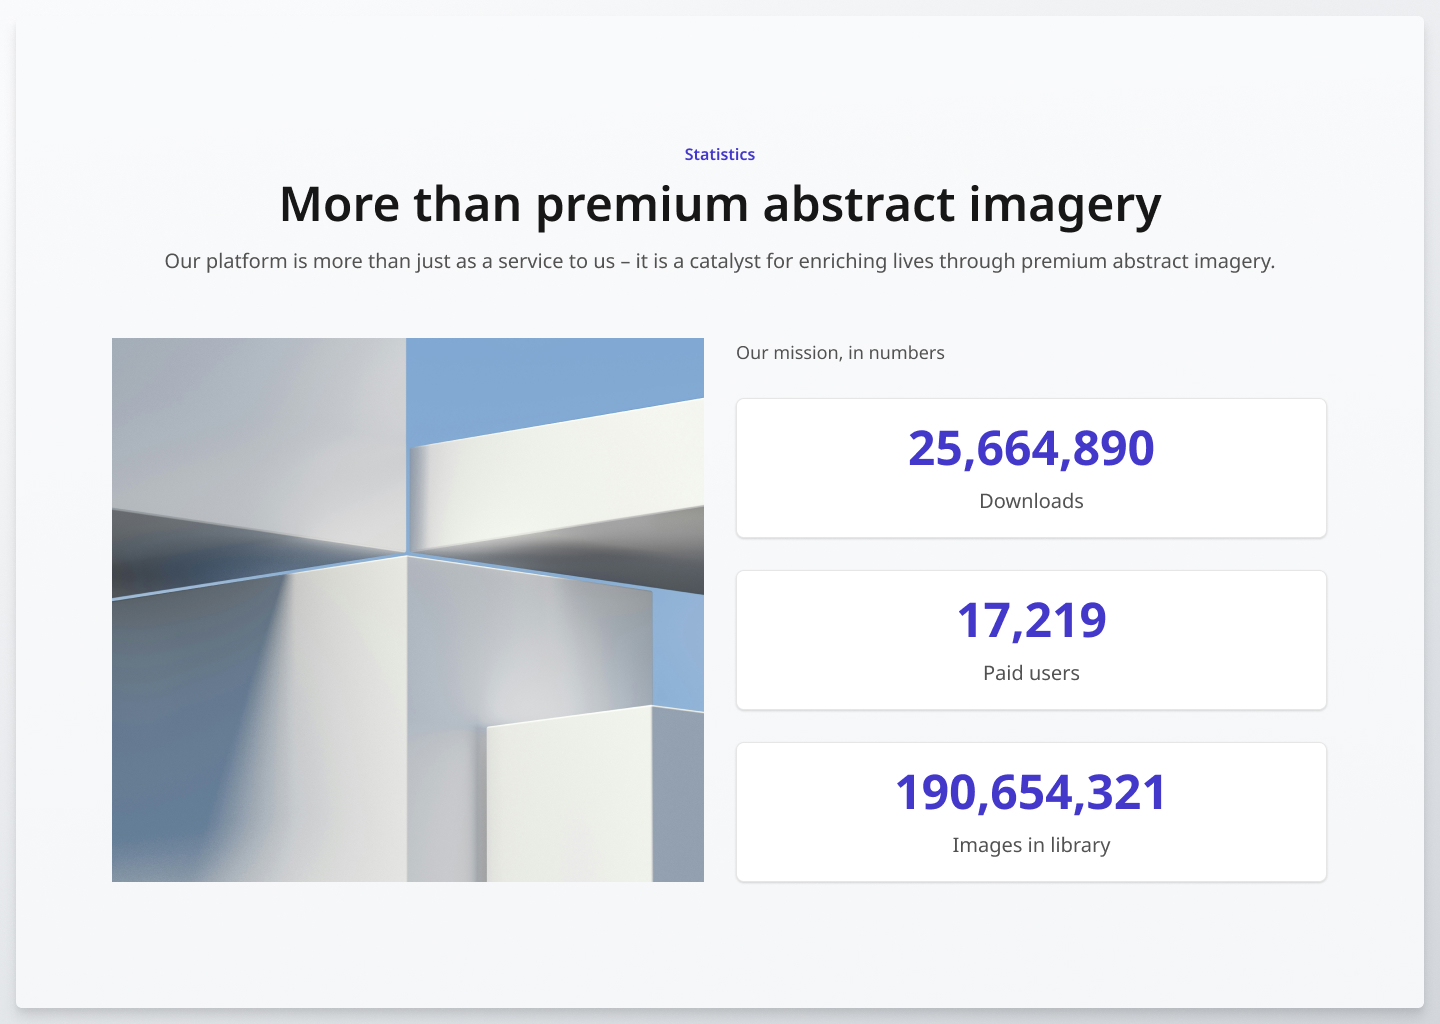 Statistics
More than premium abstract imagery
Our platform is more than just as a service to us – it is a catalyst for enriching lives through premium abstract imagery.
Our mission, in numbers
25,664,890
Downloads
17,219
Paid users
190,654,321
Images in library